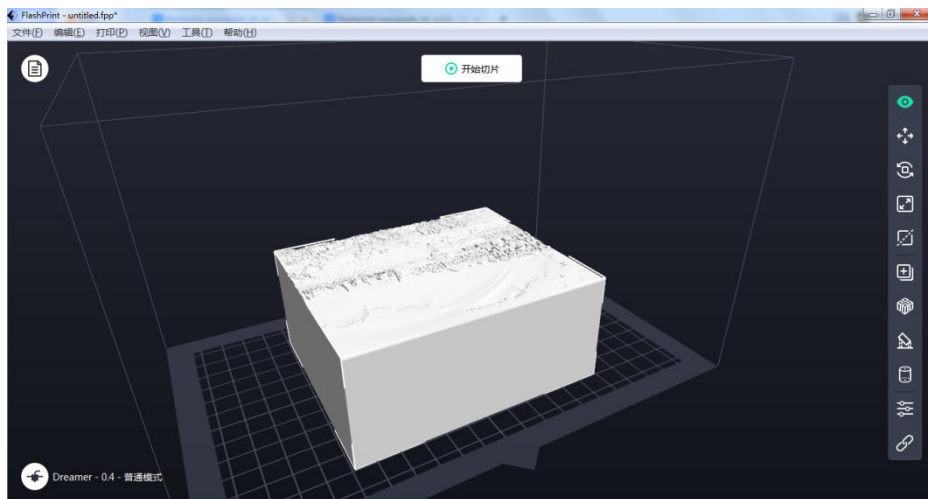 FlashPrint - untitled.fpp*
文件(F) 编辑(E) 打印(P) 视图(V) 工具(T) 帮助(H)
开始切片
Dreamer - 0.4 - 普通模式